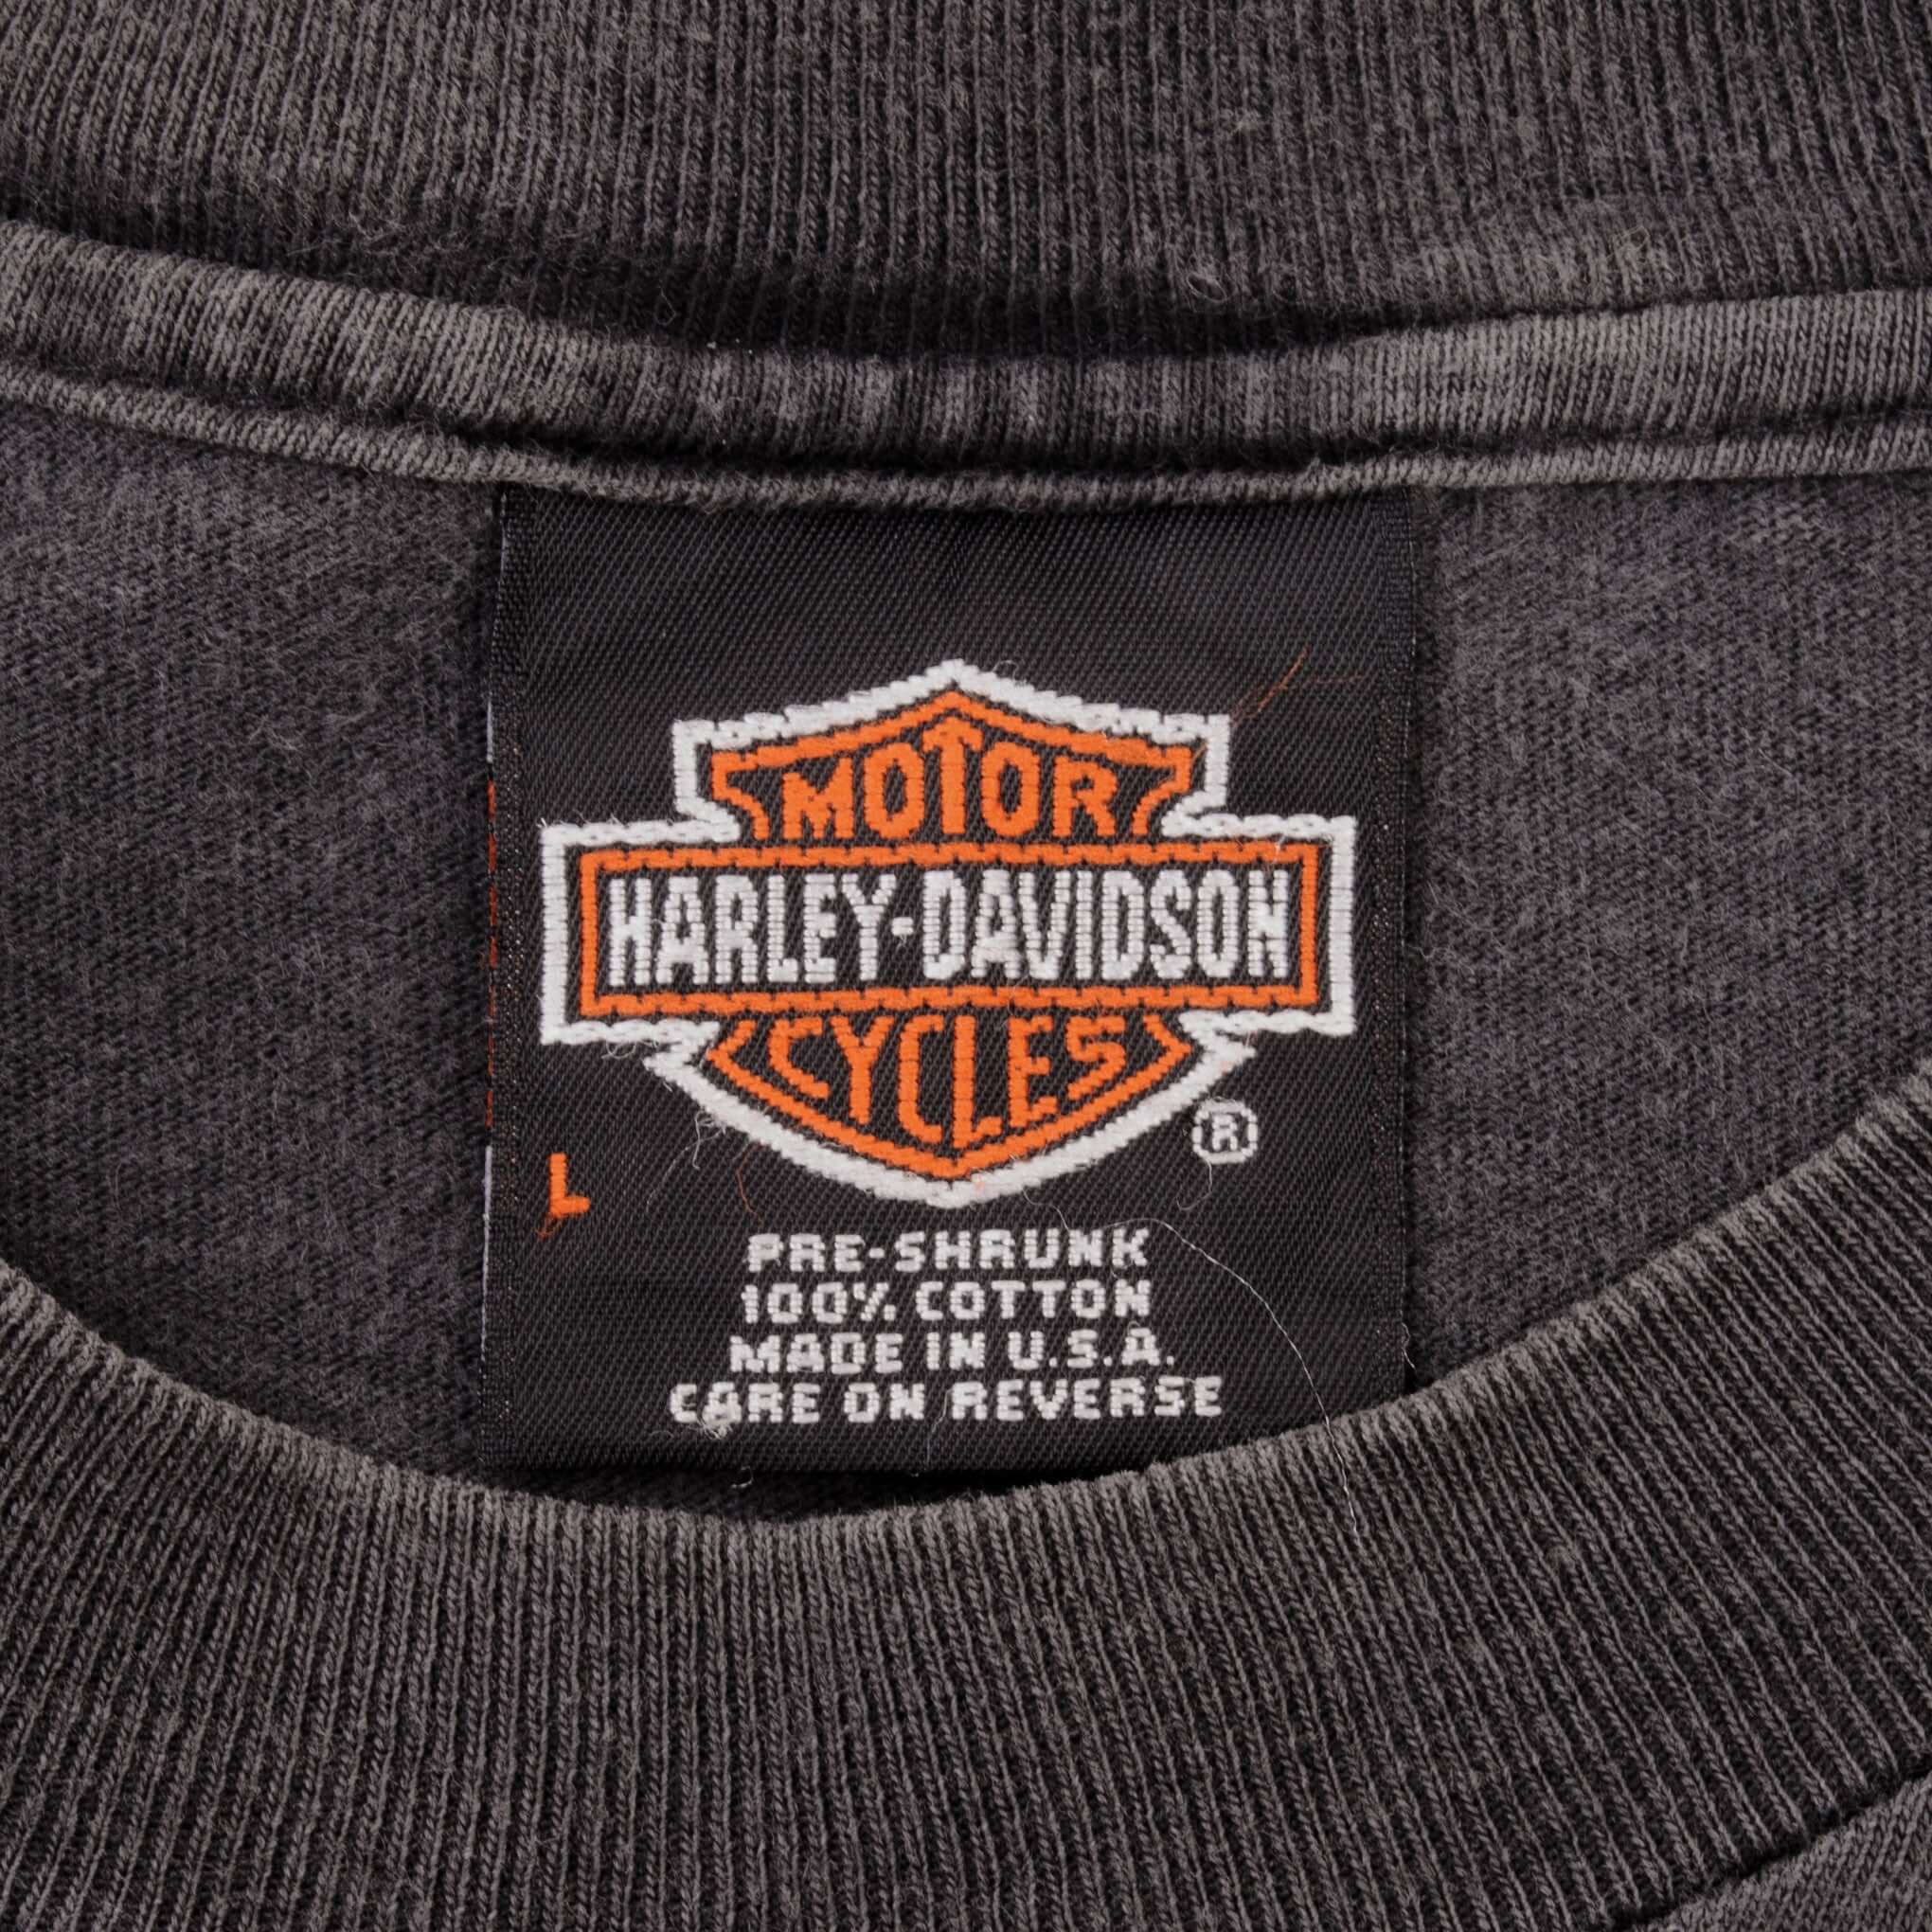 MOTOR
HARLEY-DAVIDSON
CYCLES
®
L
PRE-SHRUNK
100% COTTON
MADE IN U.S.A.
CARE ON REVERSE